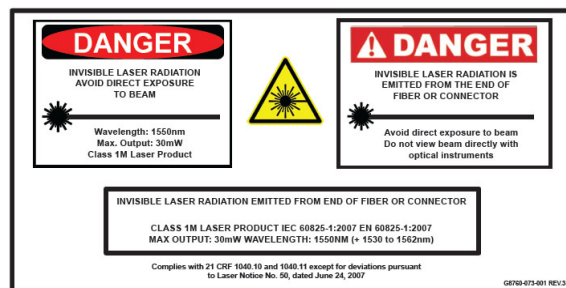 DANGER
INVISIBLE LASER RADIATION
AVOID DIRECT EXPOSURE
TO BEAM
Wavelength: 1550nm
Max. Output: 30mW
Class 1M Laser Product
DANGER
INVISIBLE LASER RADIATION IS
EMITTED FROM THE END OF
FIBER OR CONNECTOR
Avoid direct exposure to beam
Do not view beam directly with
optical instruments
INVISIBLE LASER RADIATION EMITTED FROM END OF FIBER OR CONNECTOR
CLASS 1M LASER PRODUCT IEC 60825-1:2007 EN 60825-1:2007
MAX OUTPUT: 30mW WAVELENGTH: 1550NM (+ 1530 to 1562nm)
Complies with 21 CRF 1040.10 and 1040.11 except for deviations pursuant
to Laser Notice No. 50, dated June 24, 2007
G8760-073-001 REV.3